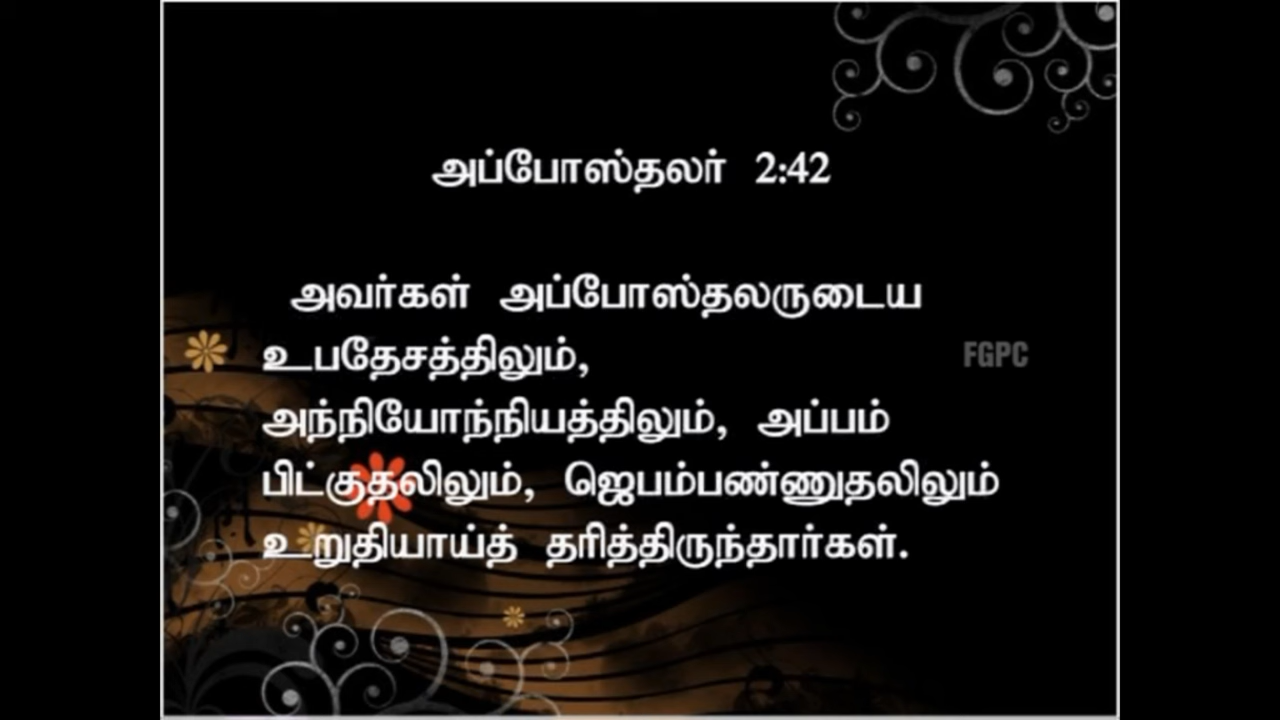 அப்போஸ்தலர் 2:42
அவர்கள் அப்போஸ்தலருடைய
உபதேசத்திலும்,
FGPC
அந்நியோந்நியத்திலும், அப்பம்
பிட்குதலிலும், ஜெபம்பண்ணுதலிலும்
உறுதியாய்த் தரித்திருந்தார்கள்.